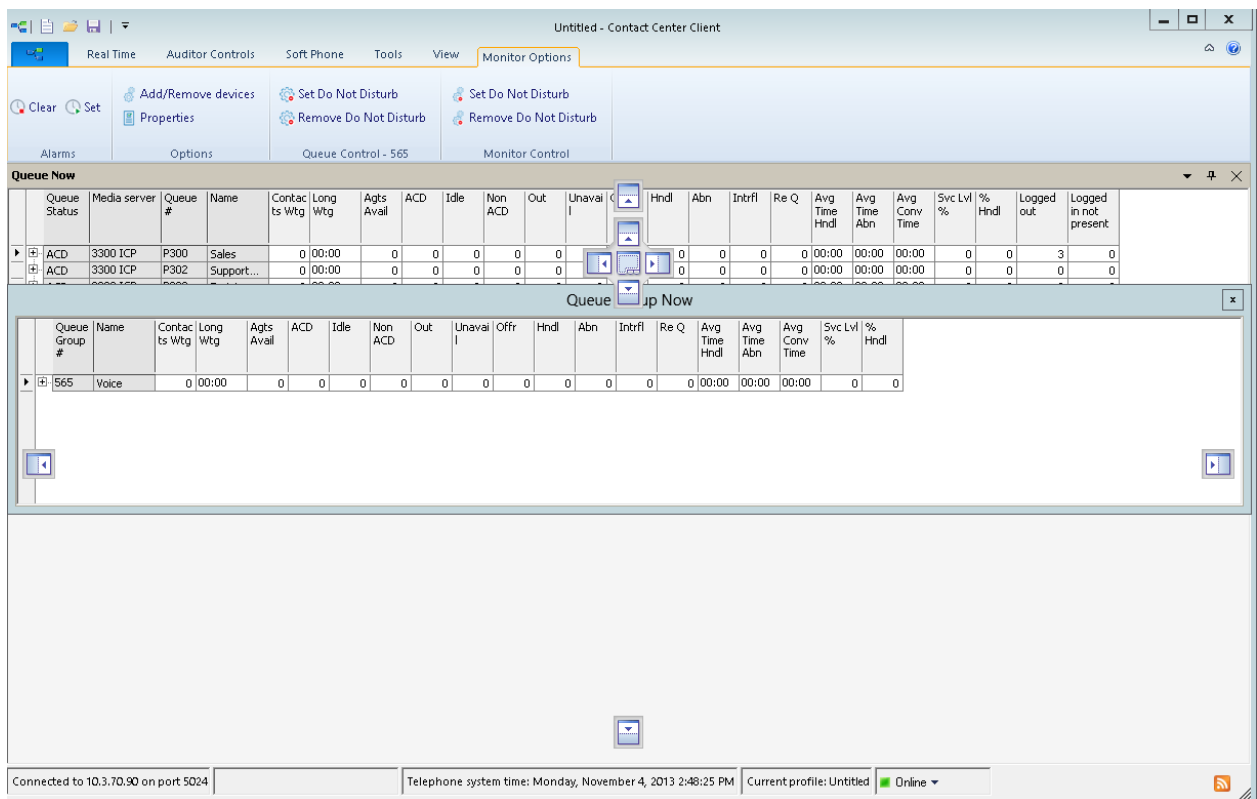 Untitled - Contact Center Client
Real Time Auditor Controls Soft Phone Tools View Monitor Options
Clear Set Add/Remove devices Set Do Not Disturb Set Do Not Disturb
Properties Remove Do Not Disturb Remove Do Not Disturb
Alarms Options Queue Control - 565 Monitor Control
Queue Now
Queue Media server Queue Name Contac Long Agts ACD Idle Non Out Unavai Hndl Abn Intrfl Re Q Avg Avg Avg Svc Lvl % Logged Logged
Status # ts Wtg Wtg Avail ACD l Time Time Conv % Hndl out in not
Hndl Abn Time present
ACD 3300 ICP P300 Sales 0 00:00 0 0 0 0 0 0 0 0 0 00:00 00:00 00:00 0 0 3 0
ACD 3300 ICP P302 Support... 0 00:00 0 0 0 0 0 0 0 0 0 00:00 00:00 00:00 0 0 0 0
Queue up Now
Queue Name Contac Long Agts ACD Idle Non Out Unavai Offr Hndl Abn Intrfl Re Q Avg Avg Avg Svc Lvl %
Group ts Wtg Wtg Avail ACD l Time Time Conv % Hndl
# Hndl Abn Time
565 Voice 0 00:00 0 0 0 0 0 0 0 0 0 0 0 00:00 00:00 00:00 0 0
Connected to 10.3.70.90 on port 5024 Telephone system time: Monday, November 4, 2013 2:48:25 PM Current profile: Untitled Online